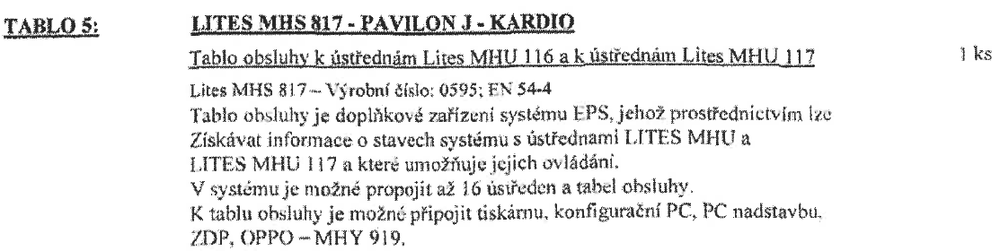 TABLO 5: LITES MHS 817 - PAVILON J - KARDIO
Tablo obsluhy k ústřednám Lites MHU 116 a k ústřednám Lites MHU 117 1 ks
Lites MHS 817 – Výrobní číslo: 0595; EN 54-4
Tablo obsluhy je doplňkové zařízení systému EPS, jehož prostřednictvím lze
Získávat informace o stavech systému s ústřednami LITES MHU a
LITES MHU 117 a které umožňuje jejich ovládání.
V systému je možné propojit až 16 ústředen a tabel obsluhy.
K tablu obsluhy je možné připojit tiskárnu, konfigurační PC, PC nadstavbu,
ZDP, OPPO – MHY 919.